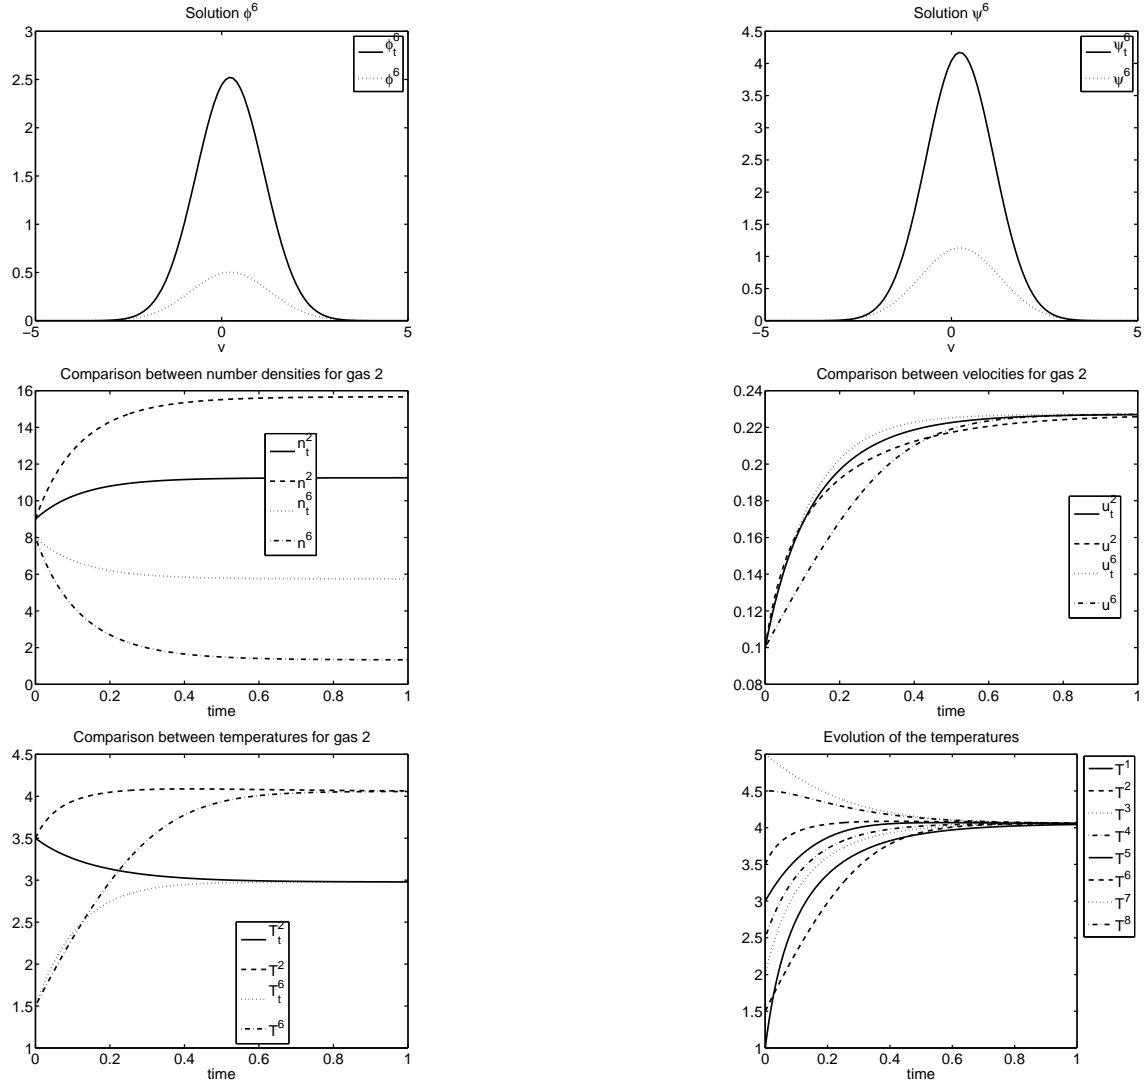 Solution ϕ⁶
3
2.5
2
1.5
1
0.5
0
−5
0
5
v
ϕₜ⁶
ϕ⁶
Solution ψ⁶
4.5
4
3.5
3
2.5
2
1.5
1
0.5
0
−5
0
5
v
ψₜ⁶
ψ⁶
Comparison between number densities for gas 2
16
14
12
10
8
6
4
2
0
0
0.2
0.4
0.6
0.8
1
time
nₜ²
n²
nₜ⁶
n⁶
Comparison between velocities for gas 2
0.24
0.22
0.2
0.18
0.16
0.14
0.12
0.1
0.08
0
0.2
0.4
0.6
0.8
1
time
uₜ²
u²
uₜ⁶
u⁶
Comparison between temperatures for gas 2
4.5
4
3.5
3
2.5
2
1.5
1
0
0.2
0.4
0.6
0.8
1
time
Tₜ²
T²
Tₜ⁶
T⁶
Evolution of the temperatures
5
4.5
4
3.5
3
2.5
2
1.5
1
0
0.2
0.4
0.6
0.8
1
time
T¹
T²
T³
T⁴
T⁵
T⁶
T⁷
T⁸